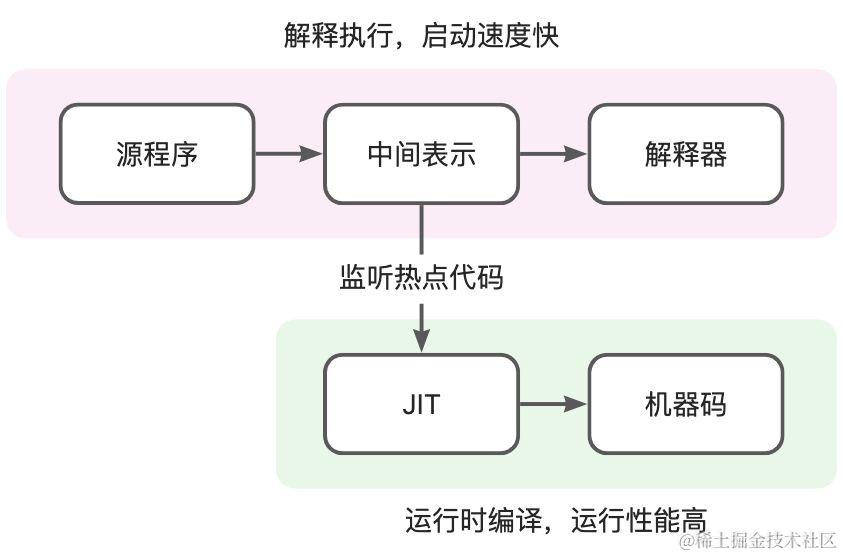 解释执行，启动速度快
源程序
中间表示
解释器
监听热点代码
JIT
机器码
运行时编译，运行性能高
@稀土掘金技术社区